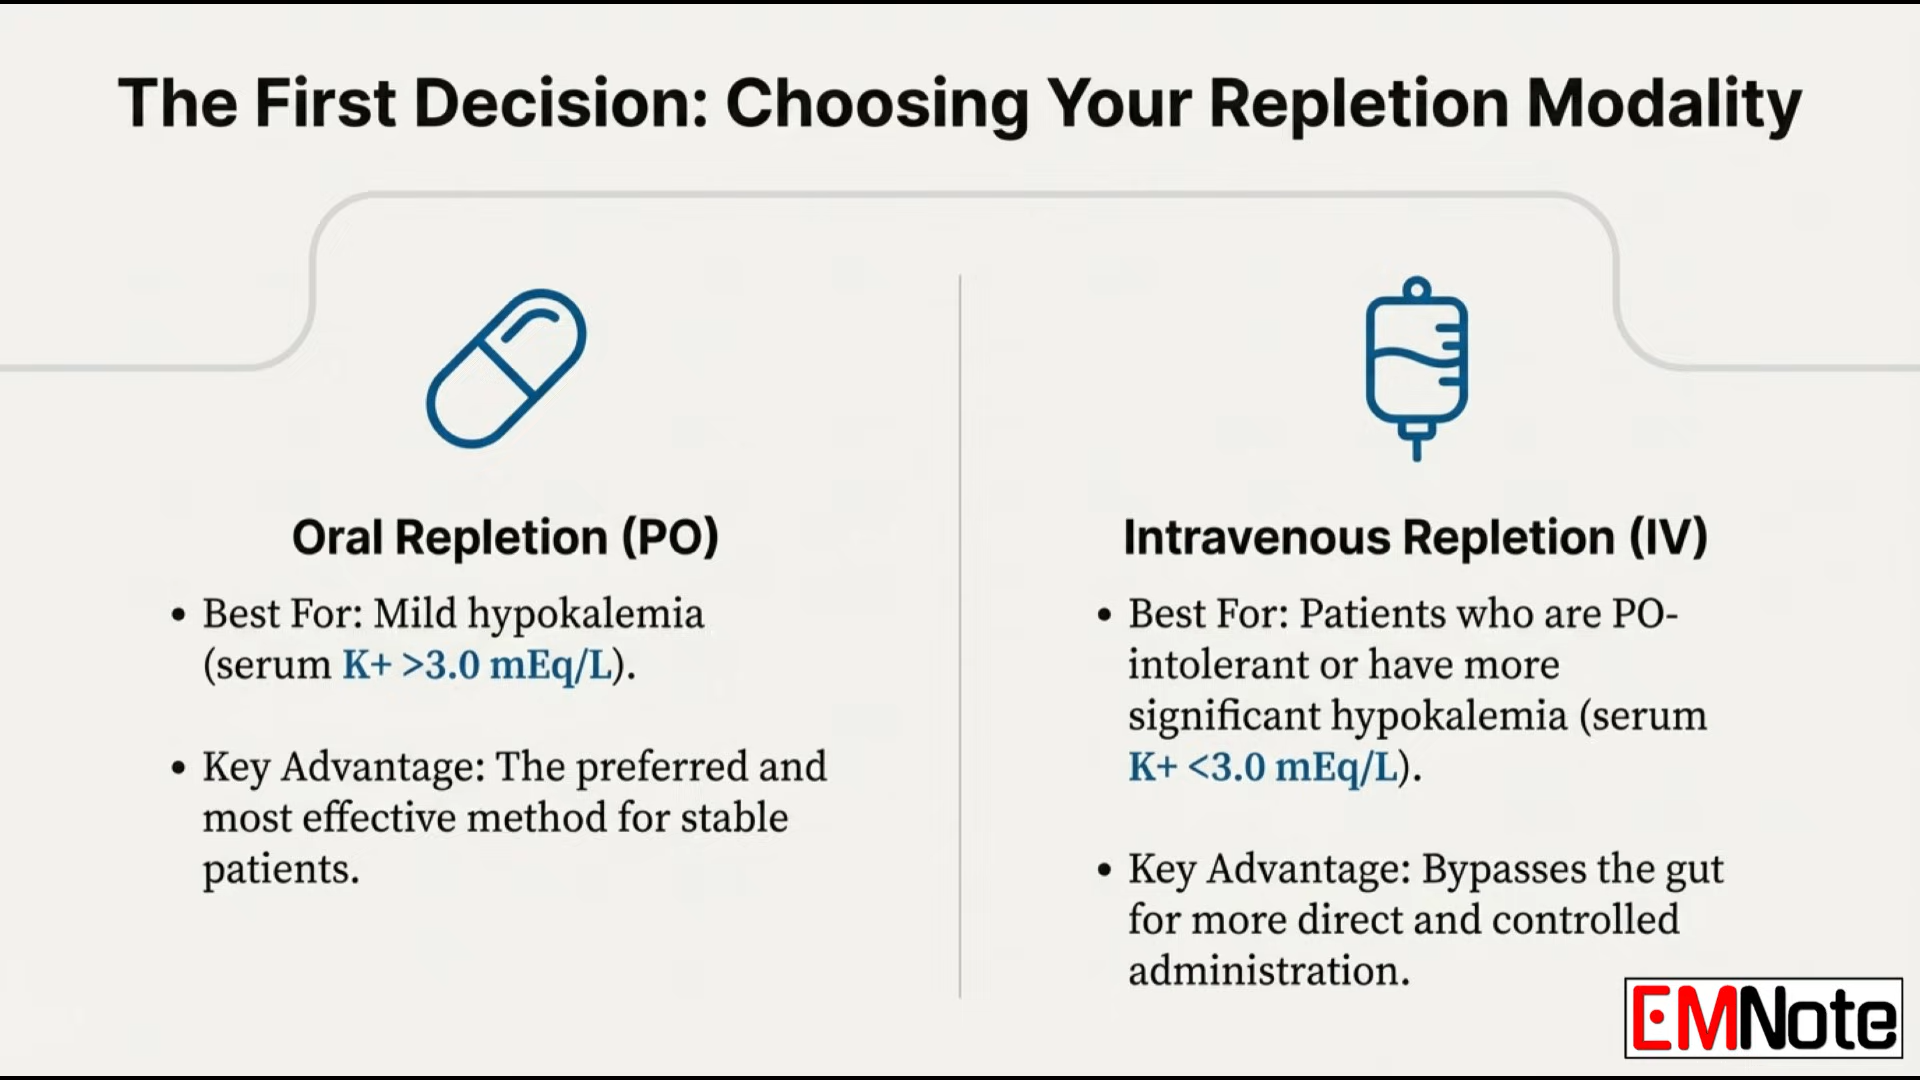 The First Decision: Choosing Your Repletion Modality
Oral Repletion (PO)
• Best For: Mild hypokalemia
(serum K+ >3.0 mEq/L).
• Key Advantage: The preferred and
most effective method for stable
patients.
Intravenous Repletion (IV)
• Best For: Patients who are PO-
intolerant or have more
significant hypokalemia (serum
K+ <3.0 mEq/L).
• Key Advantage: Bypasses the gut
for more direct and controlled
administration.
EMNote